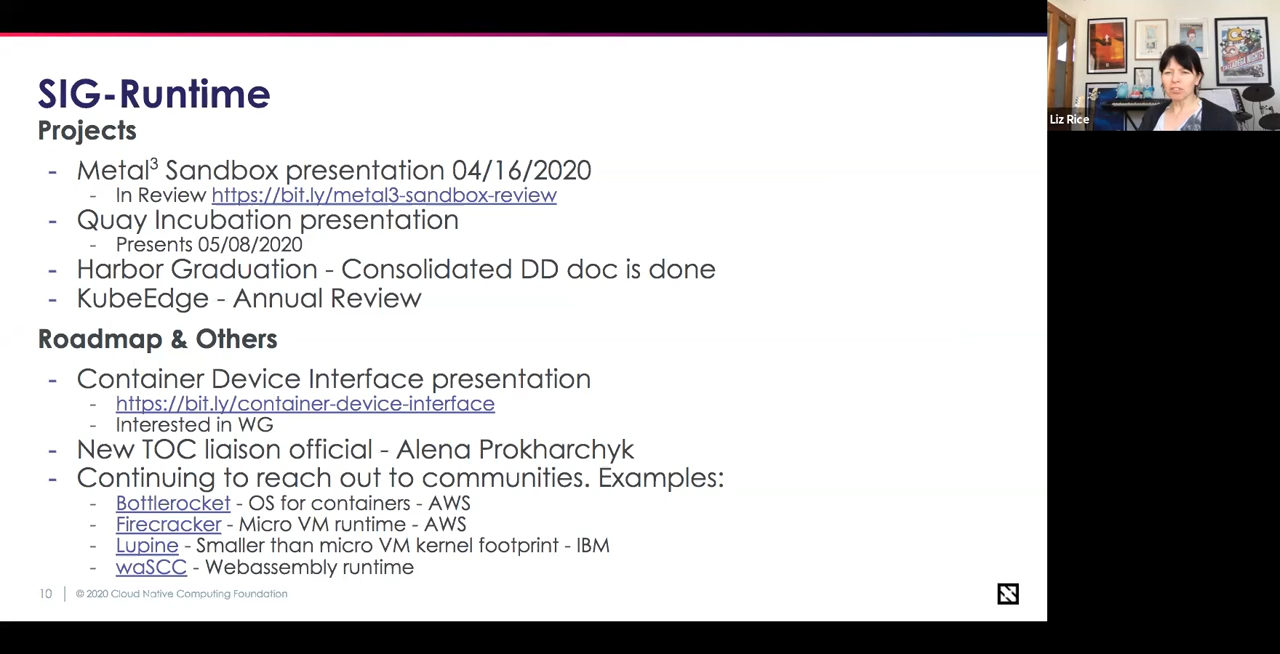 SIG-Runtime
Projects
- Metal³ Sandbox presentation 04/16/2020
- In Review https://bit.ly/metal3-sandbox-review
- Quay Incubation presentation
- Presents 05/08/2020
- Harbor Graduation - Consolidated DD doc is done
- KubeEdge - Annual Review
Roadmap & Others
- Container Device Interface presentation
- https://bit.ly/container-device-interface
- Interested in WG
- New TOC liaison official - Alena Prokharchyk
- Continuing to reach out to communities. Examples:
- Bottlerocket - OS for containers - AWS
- Firecracker - Micro VM runtime - AWS
- Lupine - Smaller than micro VM kernel footprint - IBM
- waSCC - Webassembly runtime
10 | © 2020 Cloud Native Computing Foundation
Liz Rice